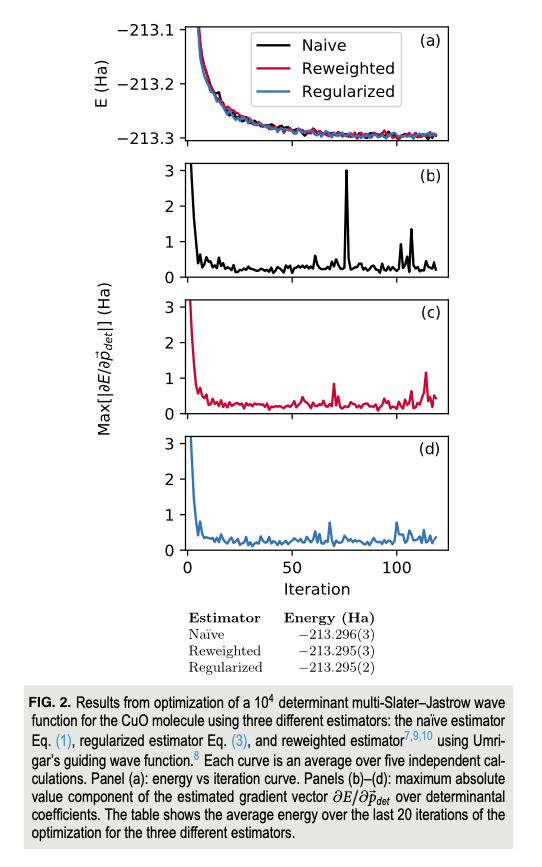 −213.1
−213.2
−213.3
E (Ha)
Naive
Reweighted
Regularized
(a)
3
2
1
0
(b)
3
2
1
0
(c)
3
2
1
0
(d)
Max[|∂E/∂p⃗det|] (Ha)
0 50 100
Iteration
Estimator Energy (Ha)
Naïve −213.296(3)
Reweighted −213.295(3)
Regularized −213.295(2)
FIG. 2. Results from optimization of a 10⁴ determinant multi-Slater–Jastrow wave
function for the CuO molecule using three different estimators: the naïve estimator
Eq. (1), regularized estimator Eq. (3), and reweighted estimator⁷,⁹,¹⁰ using Umri-
gar's guiding wave function.⁸ Each curve is an average over five independent cal-
culations. Panel (a): energy vs iteration curve. Panels (b)–(d): maximum absolute
value component of the estimated gradient vector ∂E/∂p⃗det over determinantal
coefficients. The table shows the average energy over the last 20 iterations of the
optimization for the three different estimators.